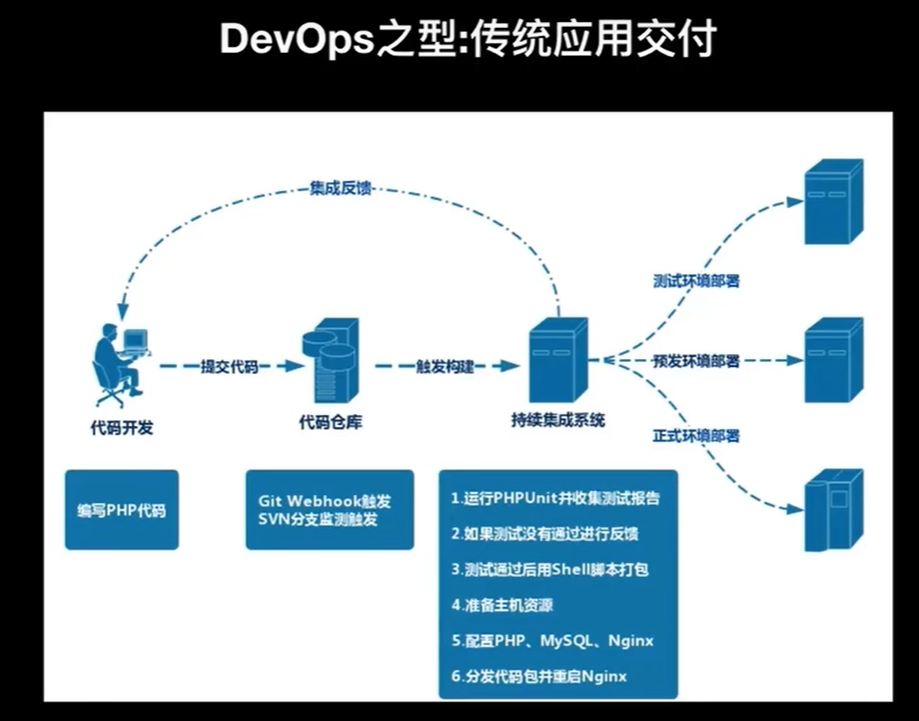 DevOps之型:传统应用交付
集成反馈
测试环境部署
提交代码
触发构建
预发环境部署
代码开发
代码仓库
持续集成系统
正式环境部署
编写PHP代码
Git Webhook触发
SVN分支监测触发
1.运行PHPUnit并收集测试报告
2.如果测试没有通过进行反馈
3.测试通过后用Shell脚本打包
4.准备主机资源
5.配置PHP、MySQL、Nginx
6.分发代码包并重启Nginx